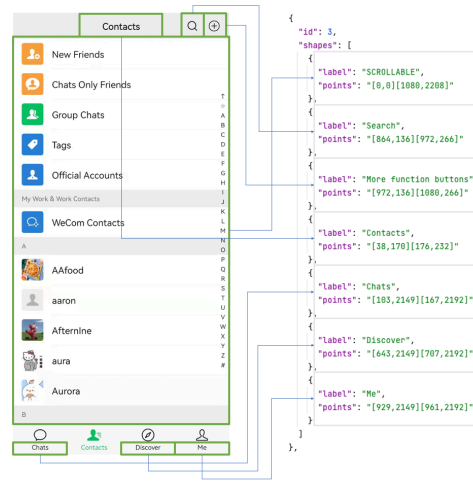 Contacts
New Friends
Chats Only Friends
Group Chats
Tags
Official Accounts
My Work & Work Contacts
WeCom Contacts
A
AAfood
aaron
AfternIne
aura
Aurora
B
↑
☆
A
B
C
D
E
F
G
H
I
J
K
L
M
N
O
P
Q
R
S
T
U
V
W
X
Y
Z
#
Chats
Contacts
Discover
Me
{
"id": 3,
"shapes": [
{
"label": "SCROLLABLE",
"points": "[0,0][1080,2208]"
},
{
"label": "Search",
"points": "[864,136][972,266]"
},
{
"label": "More function buttons"
"points": "[972,136][1080,266]"
},
{
"label": "Contacts",
"points": "[38,170][176,232]"
},
{
"label": "Chats",
"points": "[103,2149][167,2192]"
},
{
"label": "Discover",
"points": "[643,2149][707,2192]"
},
{
"label": "Me",
"points": "[929,2149][961,2192]"
}
]
},